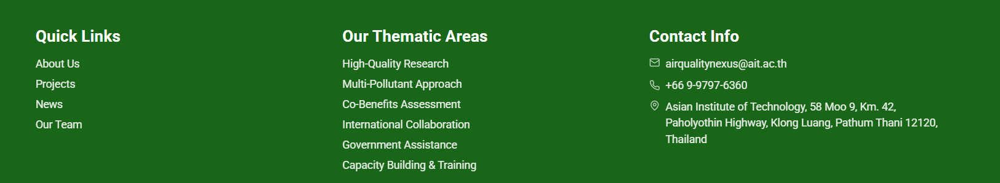 Quick Links
About Us
Projects
News
Our Team
Our Thematic Areas
High-Quality Research
Multi-Pollutant Approach
Co-Benefits Assessment
International Collaboration
Government Assistance
Capacity Building & Training
Contact Info
airqualitynexus@ait.ac.th
+66 9-9797-6360
Asian Institute of Technology, 58 Moo 9, Km. 42,
Paholyothin Highway, Klong Luang, Pathum Thani 12120,
Thailand